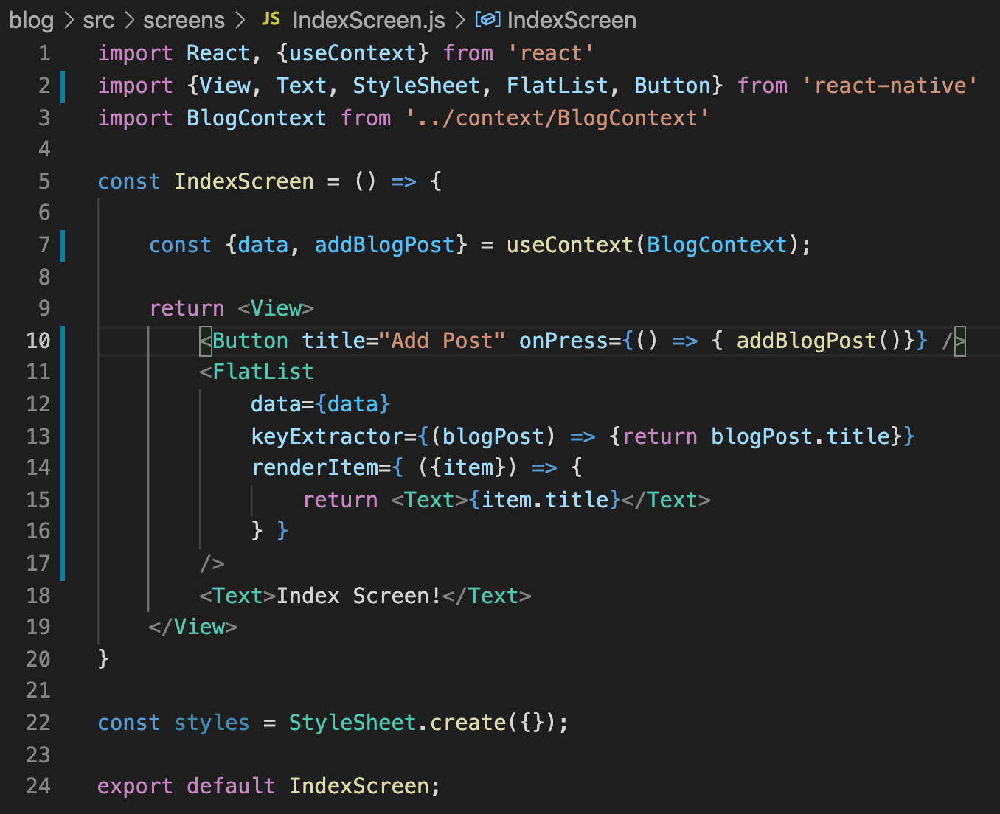 blog > src > screens > JS IndexScreen.js > IndexScreen
1 import React, {useContext} from 'react'
2 import {View, Text, StyleSheet, FlatList, Button} from 'react-native'
3 import BlogContext from '../context/BlogContext'
4
5 const IndexScreen = () => {
6
7     const {data, addBlogPost} = useContext(BlogContext);
8
9     return <View>
10         <Button title="Add Post" onPress={() => { addBlogPost()}} />
11         <FlatList
12             data={data}
13             keyExtractor={(blogPost) => {return blogPost.title}}
14             renderItem={ ({item}) => {
15                 return <Text>{item.title}</Text>
16             } }
17         />
18         <Text>Index Screen!</Text>
19     </View>
20 }
21
22 const styles = StyleSheet.create({});
23
24 export default IndexScreen;